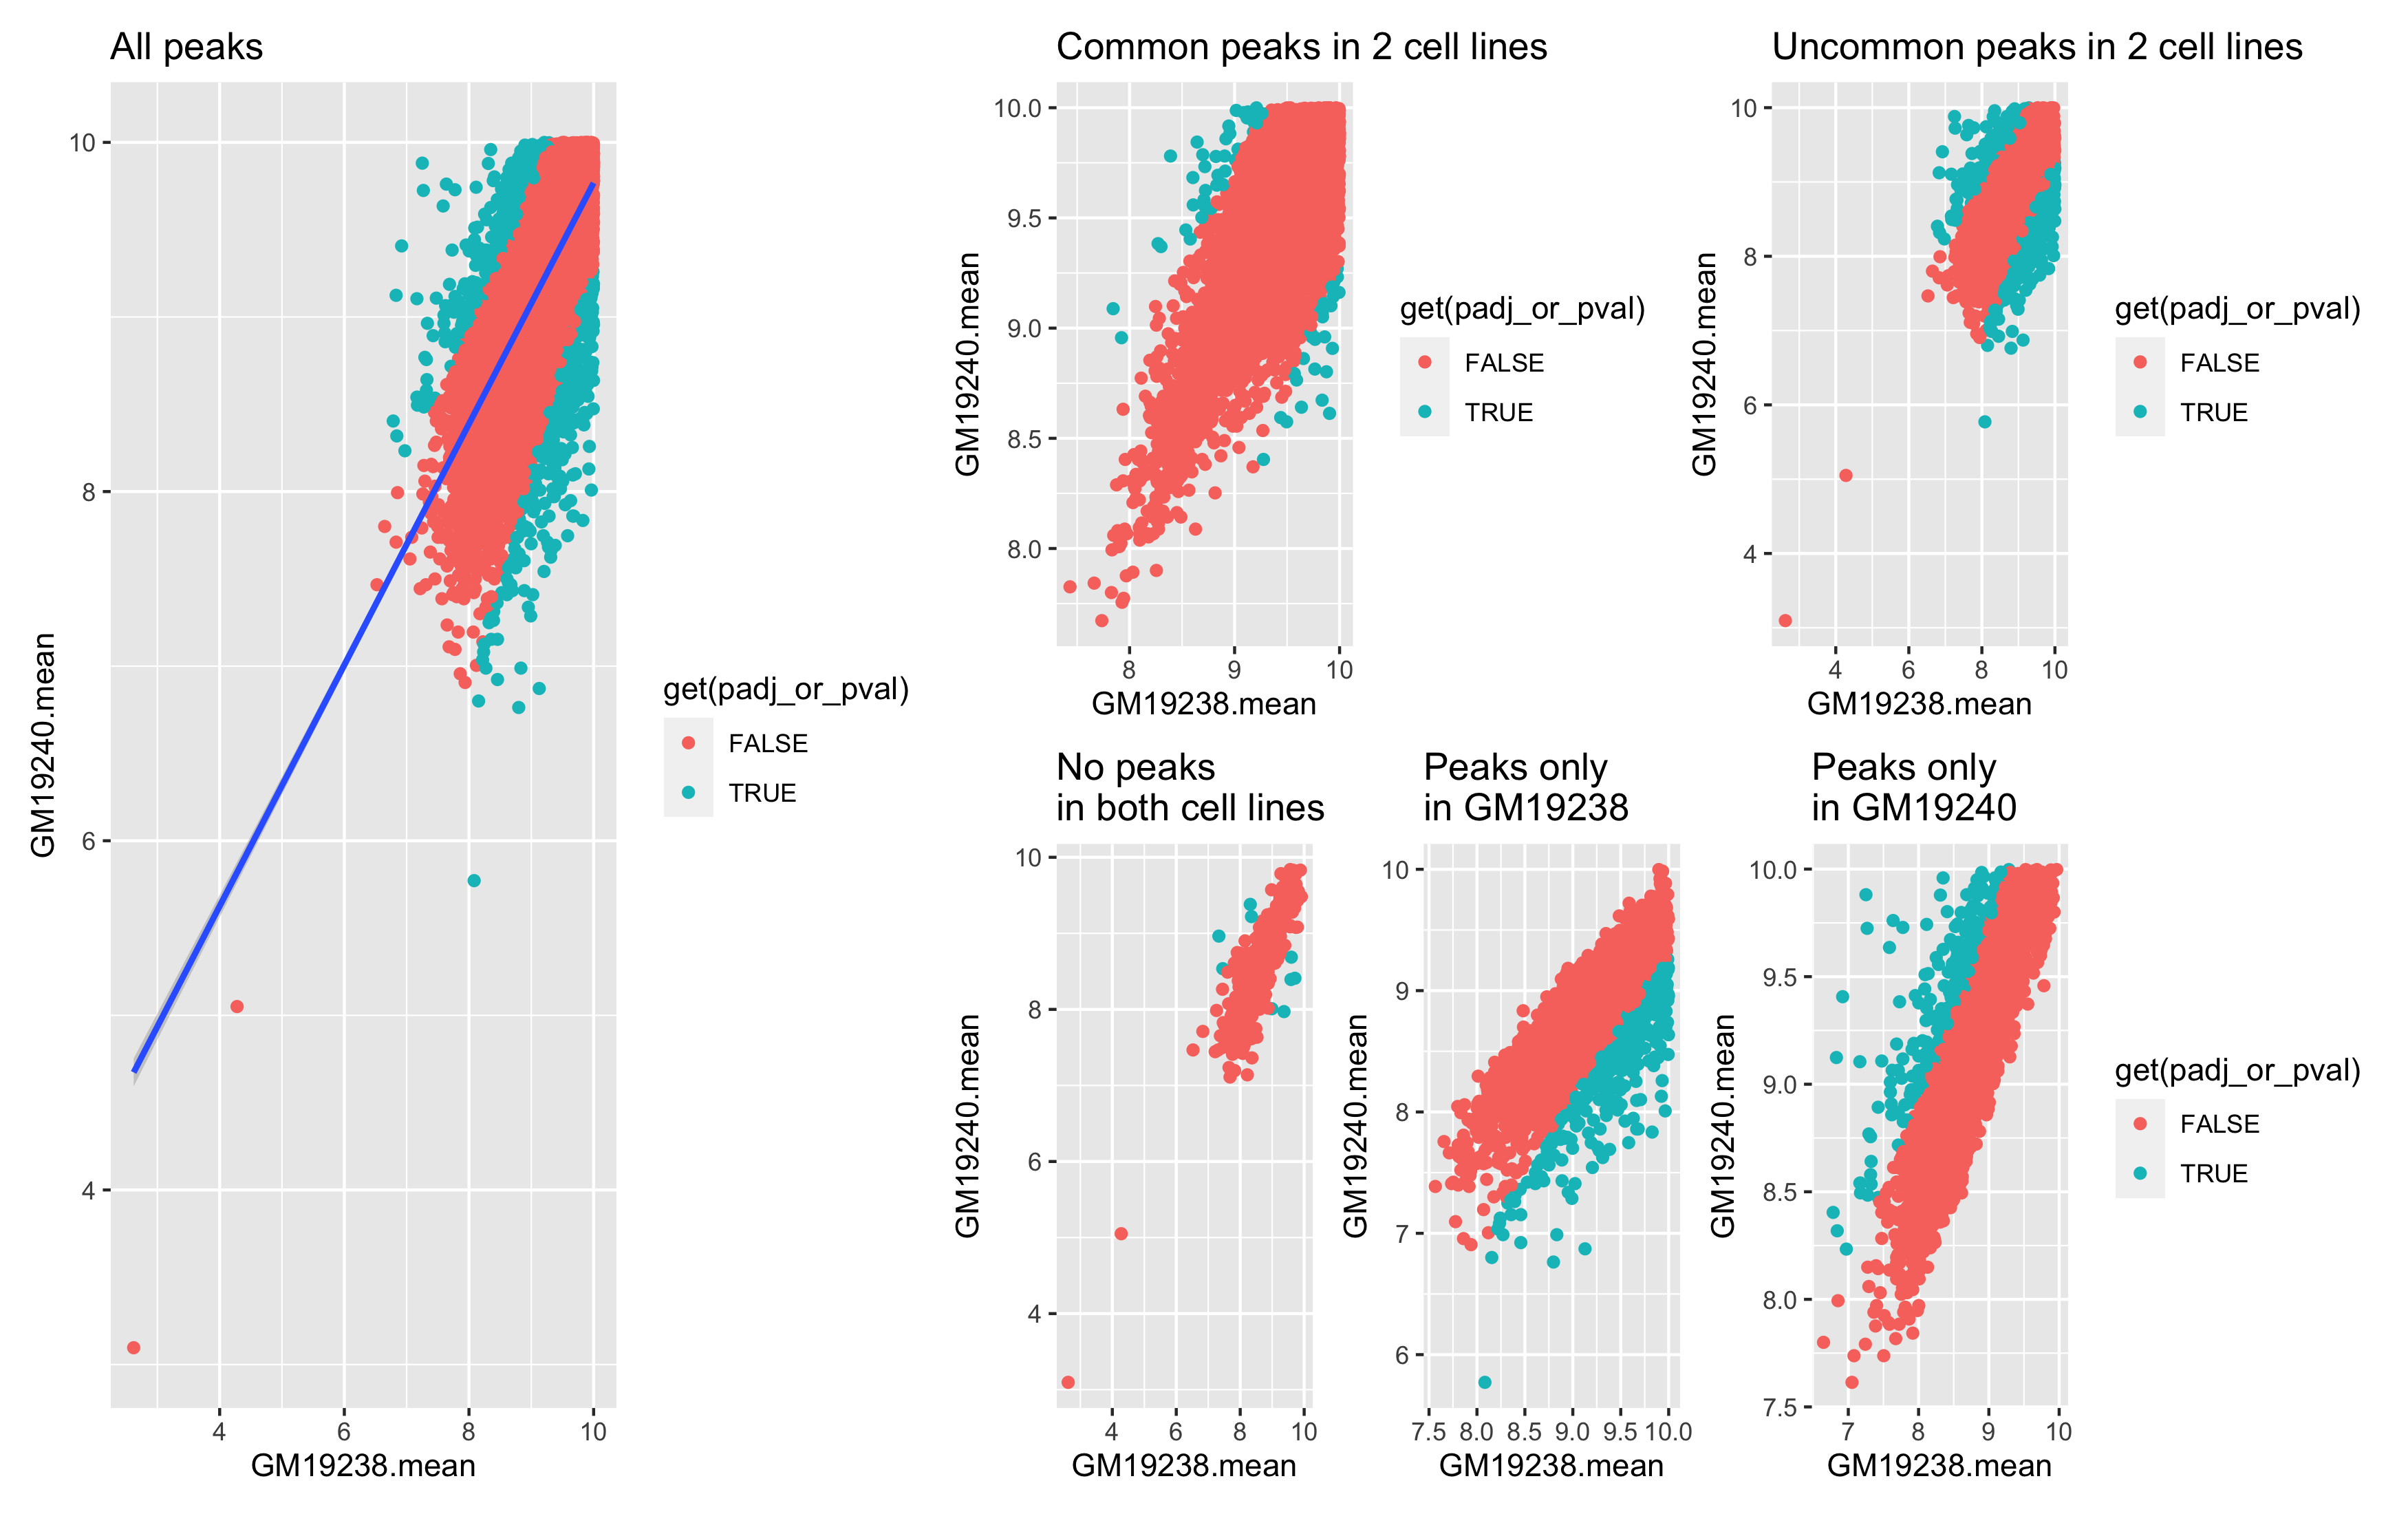 All peaks
GM19240.mean
10
8
6
4
4 6 8 10
GM19238.mean
get(padj_or_pval)
FALSE
TRUE
Common peaks in 2 cell lines
GM19240.mean
10.0
9.5
9.0
8.5
8.0
8 9 10
GM19238.mean
get(padj_or_pval)
FALSE
TRUE
Uncommon peaks in 2 cell lines
GM19240.mean
10
8
6
4
4 6 8 10
GM19238.mean
get(padj_or_pval)
FALSE
TRUE
No peaks
in both cell lines
GM19240.mean
10
8
6
4
4 6 8 10
GM19238.mean
Peaks only
in GM19238
GM19240.mean
10
9
8
7
6
7.5 8.0 8.5 9.0 9.5 10.0
GM19238.mean
Peaks only
in GM19240
GM19240.mean
10.0
9.5
9.0
8.5
8.0
7.5
7 8 9 10
GM19238.mean
get(padj_or_pval)
FALSE
TRUE